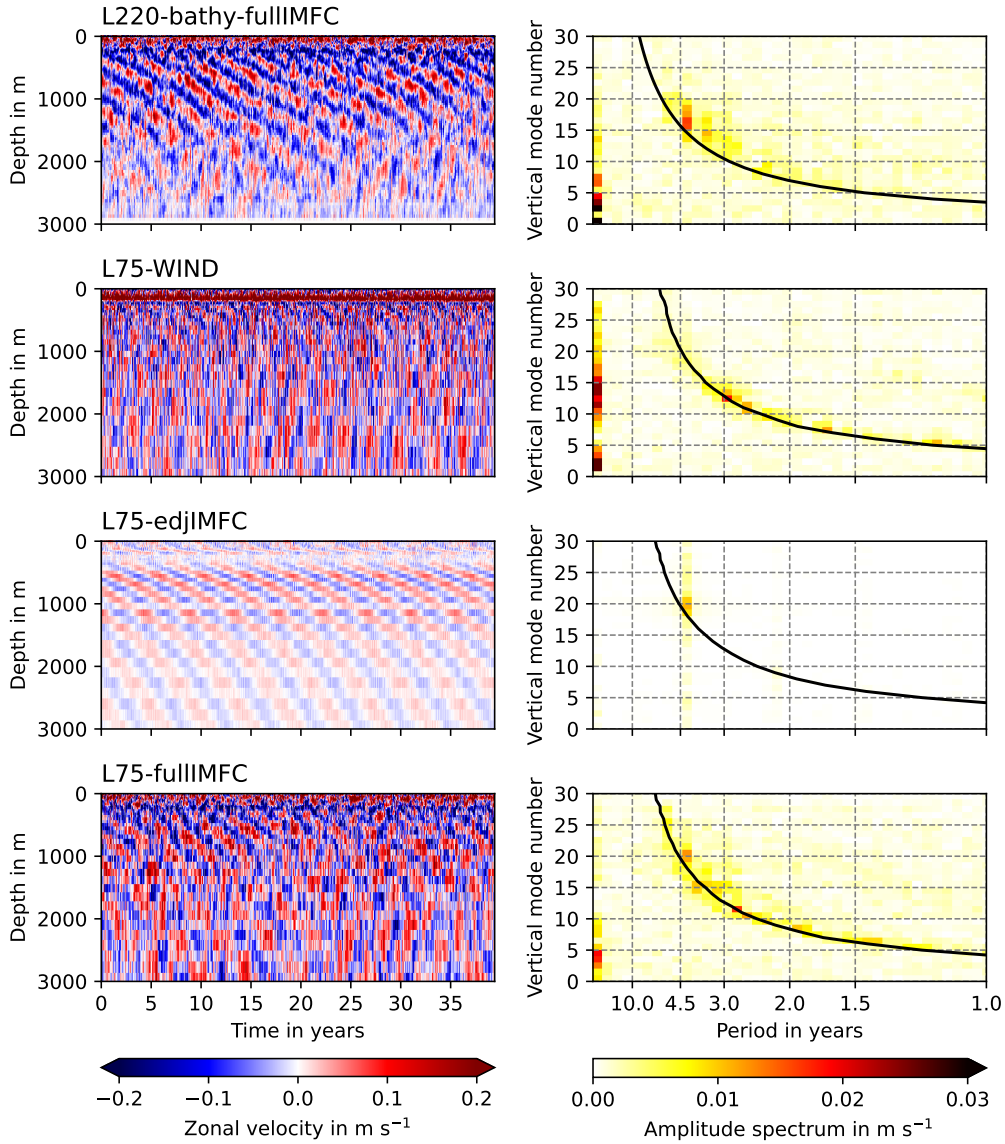 L220-bathy-fullIMFC
Depth in m
0
1000
2000
3000
Vertical mode number
30
25
20
15
10
5
0
L75-WIND
Depth in m
0
1000
2000
3000
Vertical mode number
30
25
20
15
10
5
0
L75-edjIMFC
Depth in m
0
1000
2000
3000
Vertical mode number
30
25
20
15
10
5
0
L75-fullIMFC
Depth in m
0
1000
2000
3000
0 5 10 15 20 25 30 35
Time in years
Vertical mode number
30
25
20
15
10
5
0
10.0 4.5 3.0 2.0 1.5 1.0
Period in years
−0.2 −0.1 0.0 0.1 0.2
Zonal velocity in m s⁻¹
0.00 0.01 0.02 0.03
Amplitude spectrum in m s⁻¹